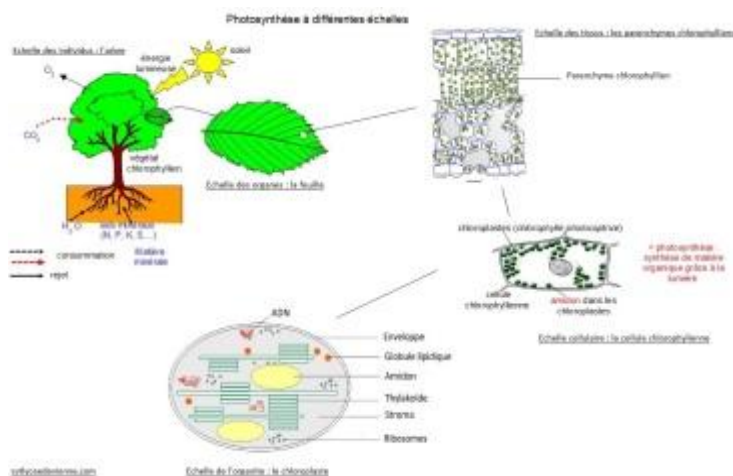 Photosynthèse à différentes échelles
Echelle des individus : l'arbre
soleil
énergie
lumineuse
O₂
CO₂
végétal
chlorophyllien
H₂O
(N, P, K, S...)
consommation
Matière
minérale
rejet
Echelle des organes : la feuille
Echelle des tissus : les parenchymes chlorophylliens
Parenchyme chlorophyllien
chloroplastes (chlorophylle photoréceptrice)
cellule
chlorophyllienne
amidon dans les
chloroplastes
= photosynthèse :
synthèse de matière
organique grâce à la
lumière
Echelle cellulaire : la cellule chlorophyllienne
ADN
Enveloppe
Globule lipidique
Amidon
Thylakoïde
Stroma
Ribosomes
Echelle de l'organite : le chloroplaste